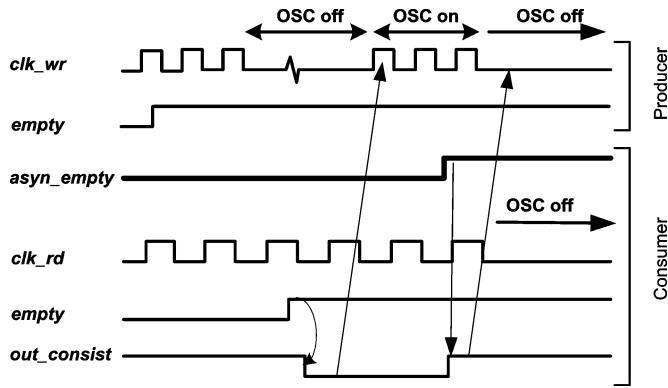 OSC off OSC on OSC off
clk_wr
empty
Producer
asyn_empty
OSC off
clk_rd
empty
out_consist
Consumer